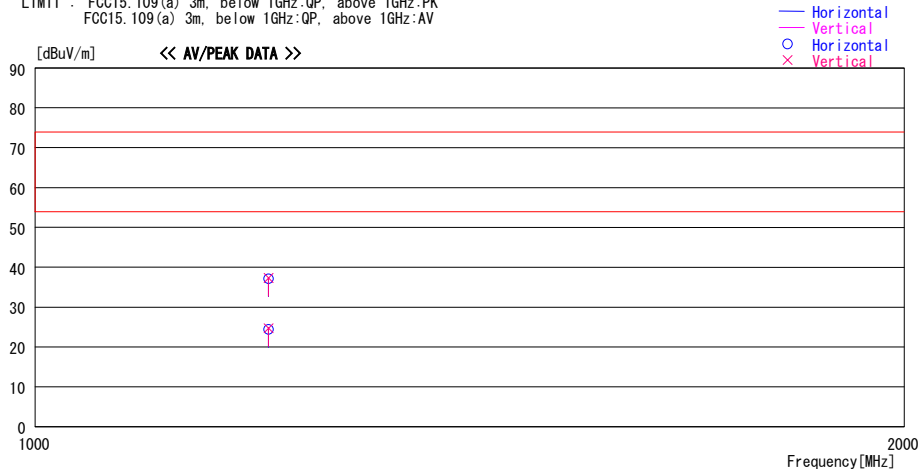 LIMIT : FCC15.109(a) 3m, below 1GHz:QP, above 1GHz:PK
FCC15.109(a) 3m, below 1GHz:QP, above 1GHz:AV
Horizontal
Vertical
Horizontal
Vertical
[dBuV/m] << AV/PEAK DATA >>
90
80
70
60
50
40
30
20
10
0
1000 2000
Frequency[MHz]